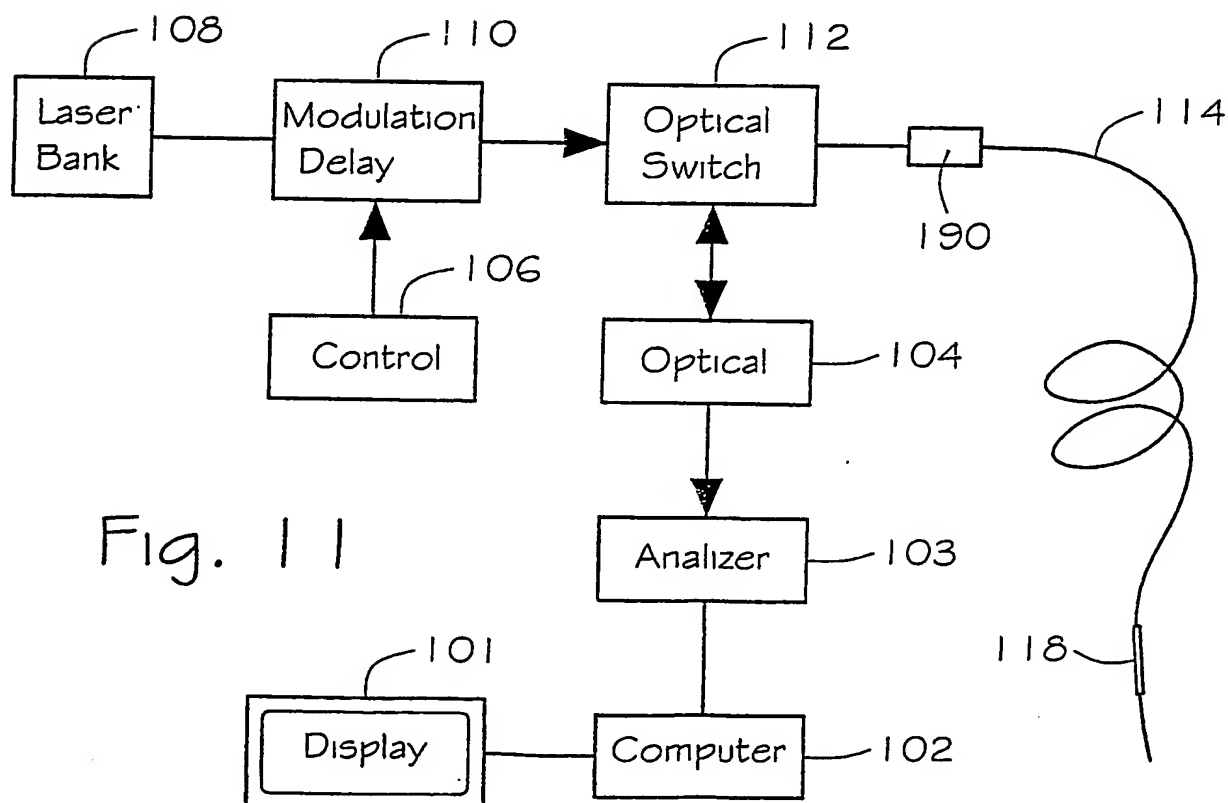 108
110
112
114
Laser
Bank
Modulation
Delay
Optical
Switch
190
106
Control
Optical
104
Fig. 11
Analizer
103
118
101
Display
Computer
102